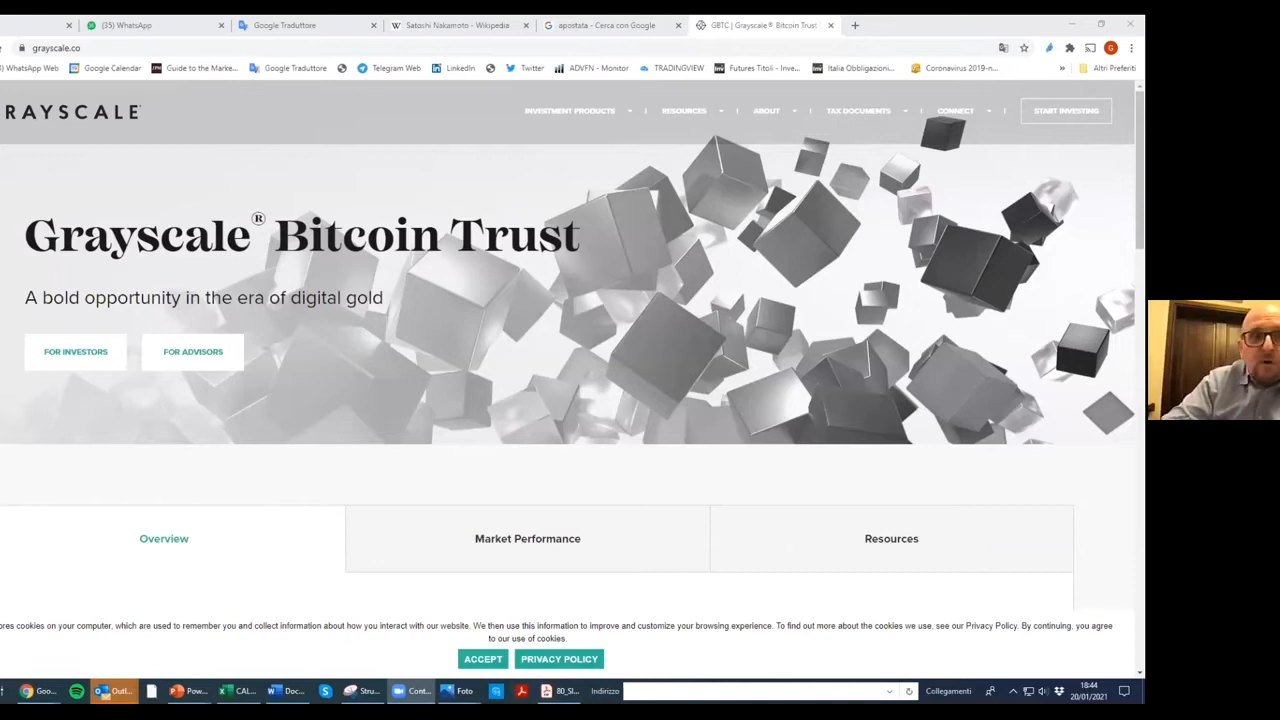 (35) WhatsApp
Google Traduttore
Satoshi Nakamoto - Wikipedia
apostata - Cerca con Google
GBTC | Grayscale® Bitcoin Trust
grayscale.co
WhatsApp Web
Google Calendar
Guide to the Marke...
Google Traduttore
Telegram Web
LinkedIn
Twitter
ADVFN - Monitor
TRADINGVIEW
Futures Titoli - Inve...
Italia Obbligazioni...
Coronavirus 2019-n...
Altri Preferiti
RAYSCALE
INVESTMENT PRODUCTS
RESOURCES
ABOUT
TAX DOCUMENTS
CONNECT
START INVESTING
Grayscale® Bitcoin Trust
A bold opportunity in the era of digital gold
FOR INVESTORS
FOR ADVISORS
Overview
Market Performance
Resources
ores cookies on your computer, which are used to remember you and collect information about how you interact with our website. We then use this information to improve and customize your browsing experience. To find out more about the cookies we use, see our Privacy Policy. By continuing, you agree
to our use of cookies.
ACCEPT
PRIVACY POLICY
Goo...
Outl...
Pow...
CAL...
Doc...
Stru...
Cont...
Foto
80_SI...
Indirizzo
Collegamenti
18:44
20/01/2021